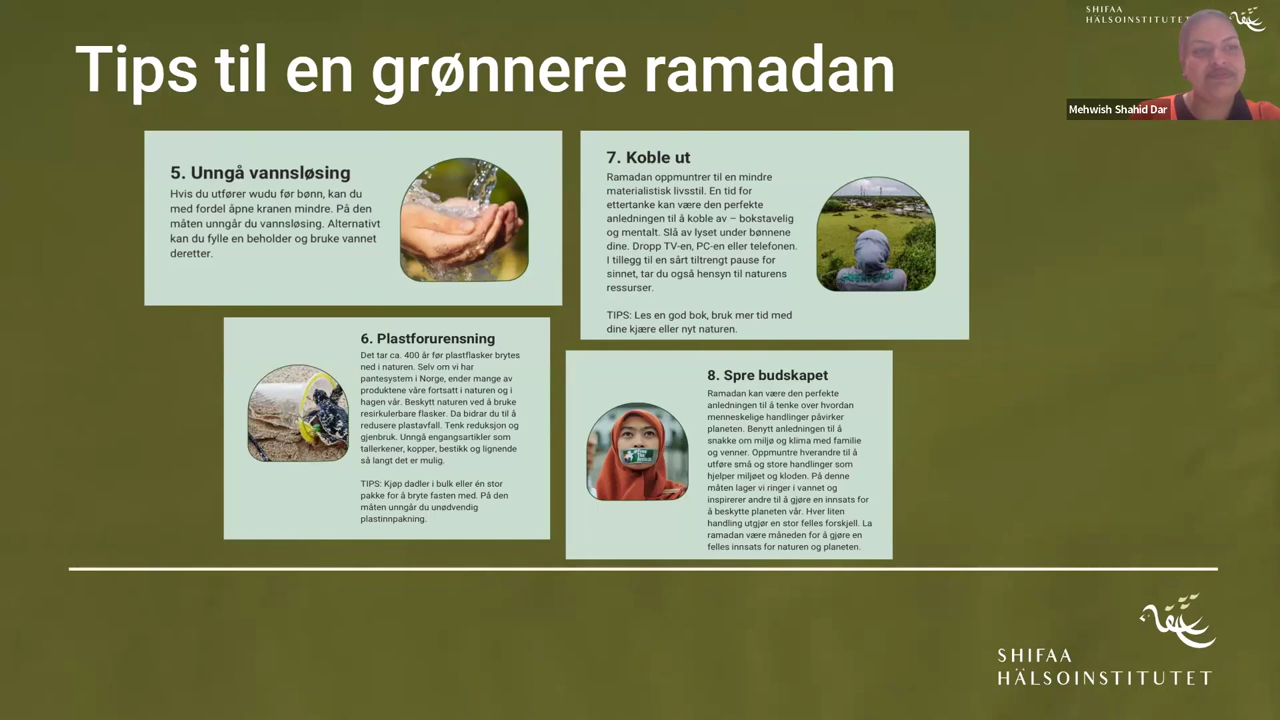 SHIFAA
HÄLSOINSTITUTET
Mehwish Shahid Dar
Tips til en grønnere ramadan
5. Unngå vannsløsing
Hvis du utfører wudu før bønn, kan du
med fordel åpne kranen mindre. På den
måten unngår du vannsløsing. Alternativt
kan du fylle en beholder og bruke vannet
deretter.
7. Koble ut
Ramadan oppmuntrer til en mindre
materialistisk livsstil. En tid for
ettertanke kan være den perfekte
anledningen til å koble av – bokstavelig
og mentalt. Slå av lyset under bønnene
dine. Dropp TV-en, PC-en eller telefonen.
I tillegg til en sårt tiltrengt pause for
sinnet, tar du også hensyn til naturens
ressurser.
TIPS: Les en god bok, bruk mer tid med
dine kjære eller nyt naturen.
6. Plastforurensning
Det tar ca. 400 år før plastflasker brytes
ned i naturen. Selv om vi har
pantesystem i Norge, ender mange av
produktene våre fortsatt i naturen og i
hagen vår. Beskytt naturen ved å bruke
resirkulerbare flasker. Da bidrar du til å
redusere plastavfall. Tenk reduksjon og
gjenbruk. Unngå engangsartikler som
tallerkener, kopper, bestikk og lignende
så langt det er mulig.
TIPS: Kjøp dadler i bulk eller én stor
pakke for å bryte fasten med. På den
måten unngår du unødvendig
plastinnpakning.
8. Spre budskapet
Ramadan kan være den perfekte
anledningen til å tenke over hvordan
menneskelige handlinger påvirker
planeten. Benytt anledningen til å
snakke om miljø og klima med familie
og venner. Oppmuntre hverandre til å
utføre små og store handlinger som
hjelper miljøet og kloden. På denne
måten lager vi ringer i vannet og
inspirerer andre til å gjøre en innsats for
å beskytte planeten vår. Hver liten
handling utgjør en stor felles forskjell. La
ramadan være måneden for å gjøre en
felles innsats for naturen og planeten.
SHIFAA
HÄLSOINSTITUTET